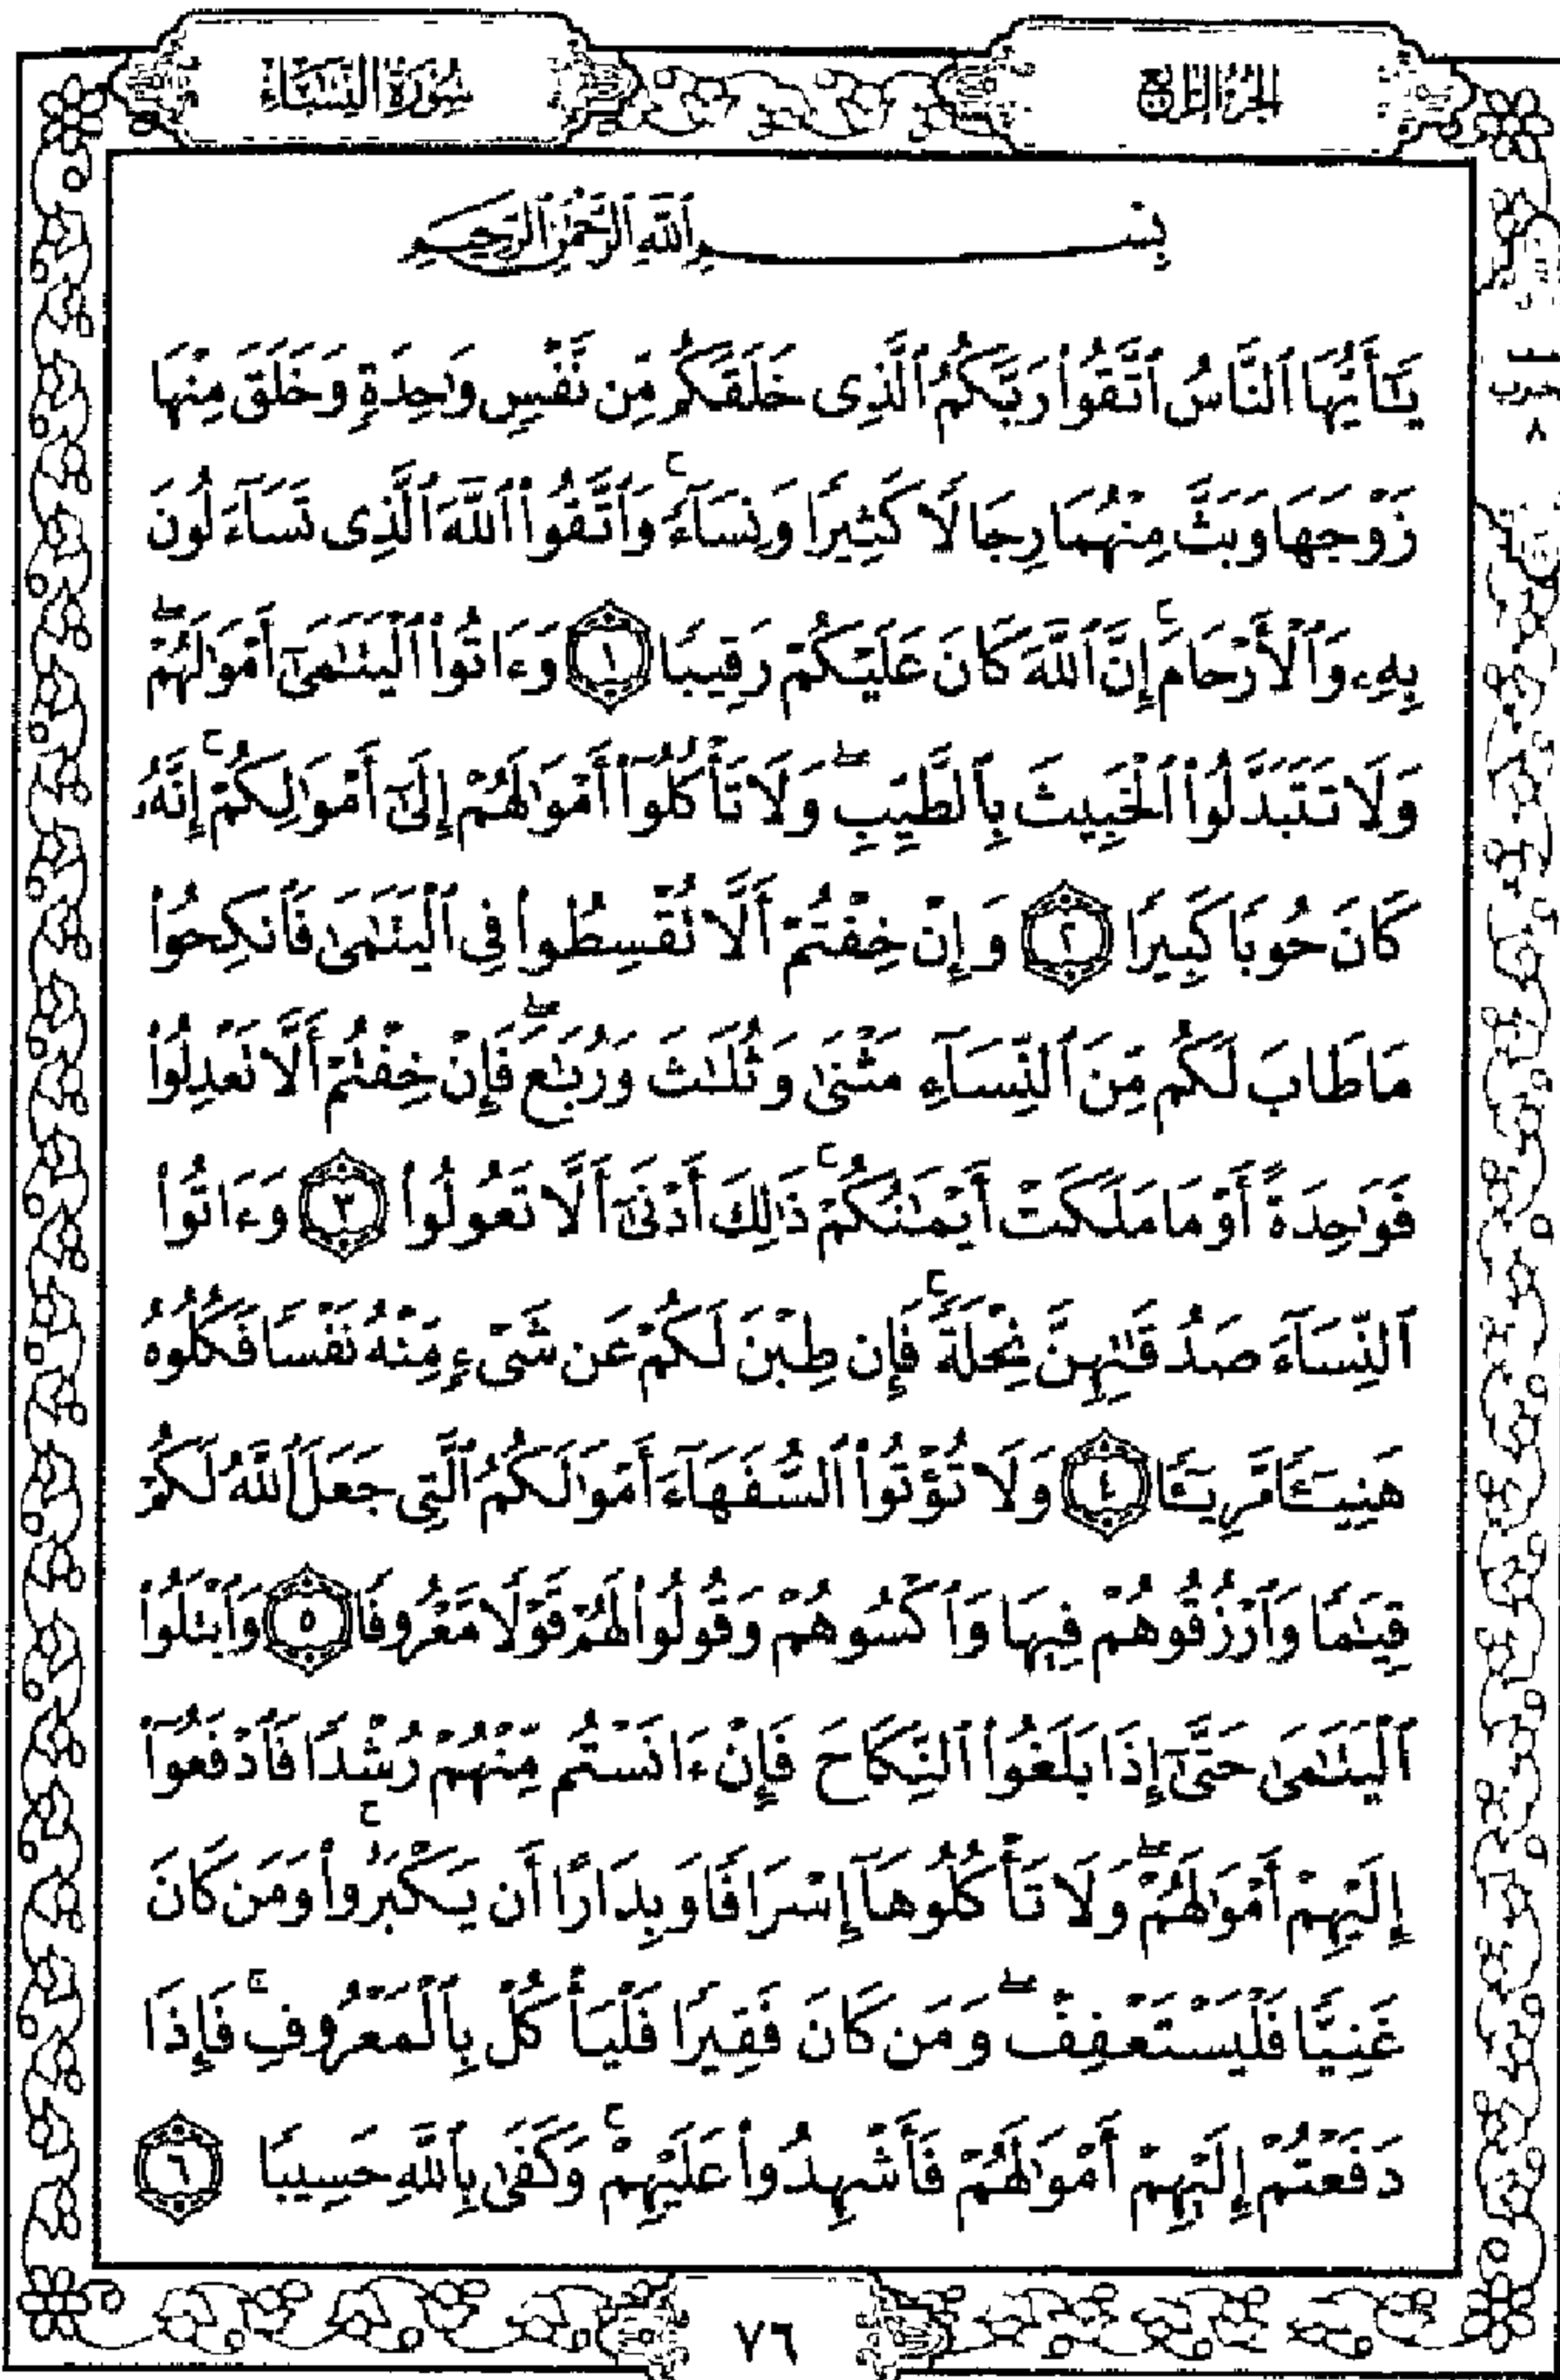 الجزء الرابع
سورة النساء
بسم الله الرحمن الرحيم
يَٰٓأَيُّهَا ٱلنَّاسُ ٱتَّقُوا۟ رَبَّكُمُ ٱلَّذِى خَلَقَكُم مِّن نَّفْسٍ وَٰحِدَةٍ وَخَلَقَ مِنْهَا
زَوْجَهَا وَبَثَّ مِنْهُمَا رِجَالًا كَثِيرًا وَنِسَآءً ۚ وَٱتَّقُوا۟ ٱللَّهَ ٱلَّذِى تَسَآءَلُونَ
بِهِۦ وَٱلْأَرْحَامَ ۚ إِنَّ ٱللَّهَ كَانَ عَلَيْكُمْ رَقِيبًا ١ وَءَاتُوا۟ ٱلْيَتَٰمَىٰٓ أَمْوَٰلَهُمْ ۖ
وَلَا تَتَبَدَّلُوا۟ ٱلْخَبِيثَ بِٱلطَّيِّبِ ۖ وَلَا تَأْكُلُوٓا۟ أَمْوَٰلَهُمْ إِلَىٰٓ أَمْوَٰلِكُمْ ۚ إِنَّهُۥ
كَانَ حُوبًا كَبِيرًا ٢ وَإِنْ خِفْتُمْ أَلَّا تُقْسِطُوا۟ فِى ٱلْيَتَٰمَىٰ فَٱنكِحُوا۟
مَا طَابَ لَكُم مِّنَ ٱلنِّسَآءِ مَثْنَىٰ وَثُلَٰثَ وَرُبَٰعَ ۖ فَإِنْ خِفْتُمْ أَلَّا تَعْدِلُوا۟
فَوَٰحِدَةً أَوْ مَا مَلَكَتْ أَيْمَٰنُكُمْ ۚ ذَٰلِكَ أَدْنَىٰٓ أَلَّا تَعُولُوا۟ ٣ وَءَاتُوا۟
ٱلنِّسَآءَ صَدُقَٰتِهِنَّ نِحْلَةً ۚ فَإِن طِبْنَ لَكُمْ عَن شَىْءٍ مِّنْهُ نَفْسًا فَكُلُوهُ
هَنِيٓـًٔا مَّرِيٓـًٔا ٤ وَلَا تُؤْتُوا۟ ٱلسُّفَهَآءَ أَمْوَٰلَكُمُ ٱلَّتِى جَعَلَ ٱللَّهُ لَكُمْ
قِيَٰمًا وَٱرْزُقُوهُمْ فِيهَا وَٱكْسُوهُمْ وَقُولُوا۟ لَهُمْ قَوْلًا مَّعْرُوفًا ٥ وَٱبْتَلُوا۟
ٱلْيَتَٰمَىٰ حَتَّىٰٓ إِذَا بَلَغُوا۟ ٱلنِّكَاحَ فَإِنْ ءَانَسْتُم مِّنْهُمْ رُشْدًا فَٱدْفَعُوٓا۟
إِلَيْهِمْ أَمْوَٰلَهُمْ ۖ وَلَا تَأْكُلُوهَآ إِسْرَافًا وَبِدَارًا أَن يَكْبَرُوا۟ ۚ وَمَن كَانَ
غَنِيًّا فَلْيَسْتَعْفِفْ ۖ وَمَن كَانَ فَقِيرًا فَلْيَأْكُلْ بِٱلْمَعْرُوفِ ۚ فَإِذَا
دَفَعْتُمْ إِلَيْهِمْ أَمْوَٰلَهُمْ فَأَشْهِدُوا۟ عَلَيْهِمْ ۚ وَكَفَىٰ بِٱللَّهِ حَسِيبًا ٦
٧٦